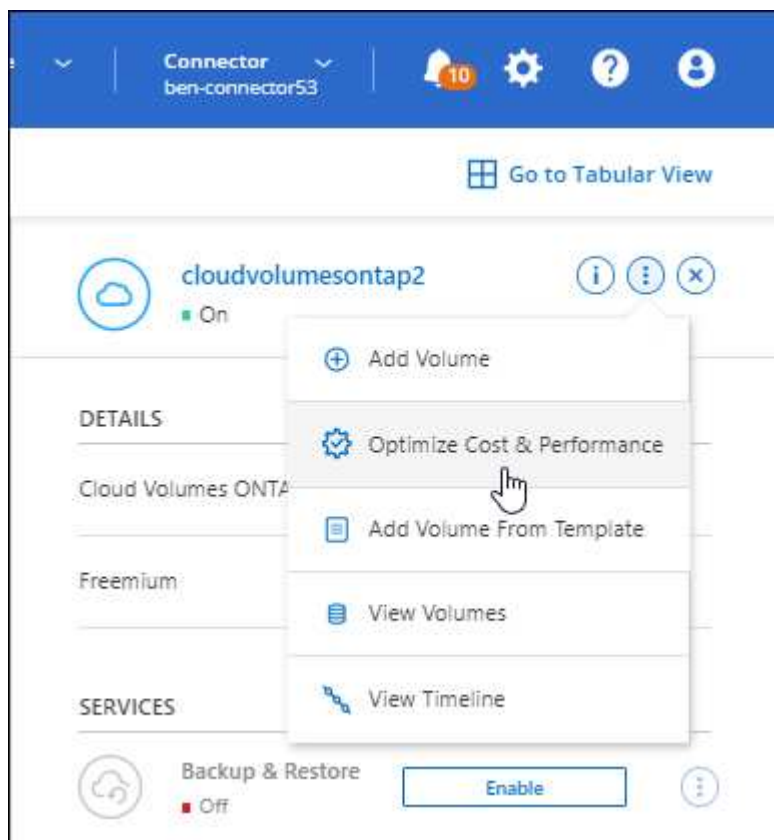 Connector
ben-connector53
10
Go to Tabular View
cloudvolumesontap2
On
Add Volume
DETAILS
Optimize Cost & Performance
Cloud Volumes ONTA
Add Volume From Template
Freemium
View Volumes
View Timeline
SERVICES
Backup & Restore
Enable
Off